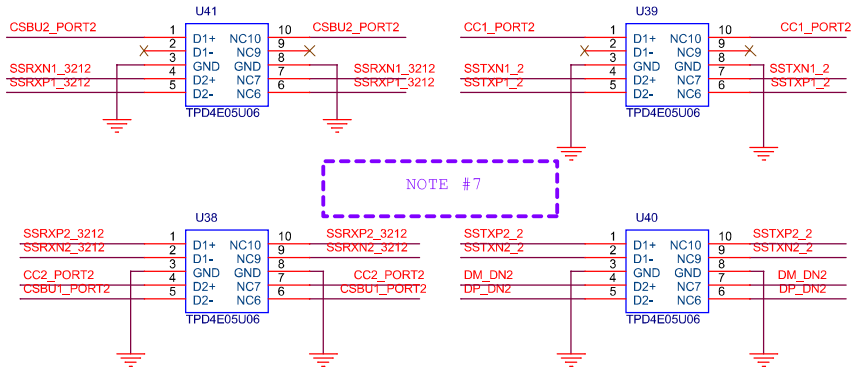 U41
CSBU2_PORT2 1 D1+ NC10 10 CSBU2_PORT2
2 D1- NC9 9
3 GND GND 8
SSRXN1_3212 4 D2+ NC7 7 SSRXN1_3212
SSRXP1_3212 5 D2- NC6 6 SSRXP1_3212
TPD4E05U06
U39
CC1_PORT2 1 D1+ NC10 10 CC1_PORT2
2 D1- NC9 9
3 GND GND 8
SSTXN1_2 4 D2+ NC7 7 SSTXN1_2
SSTXP1_2 5 D2- NC6 6 SSTXP1_2
TPD4E05U06
NOTE #7
U38
SSRXP2_3212 1 D1+ NC10 10 SSRXP2_3212
SSRXN2_3212 2 D1- NC9 9 SSRXN2_3212
3 GND GND 8
CC2_PORT2 4 D2+ NC7 7 CC2_PORT2
CSBU1_PORT2 5 D2- NC6 6 CSBU1_PORT2
TPD4E05U06
U40
SSTXP2_2 1 D1+ NC10 10 SSTXP2_2
SSTXN2_2 2 D1- NC9 9 SSTXN2_2
3 GND GND 8
DM_DN2 4 D2+ NC7 7 DM_DN2
DP_DN2 5 D2- NC6 6 DP_DN2
TPD4E05U06